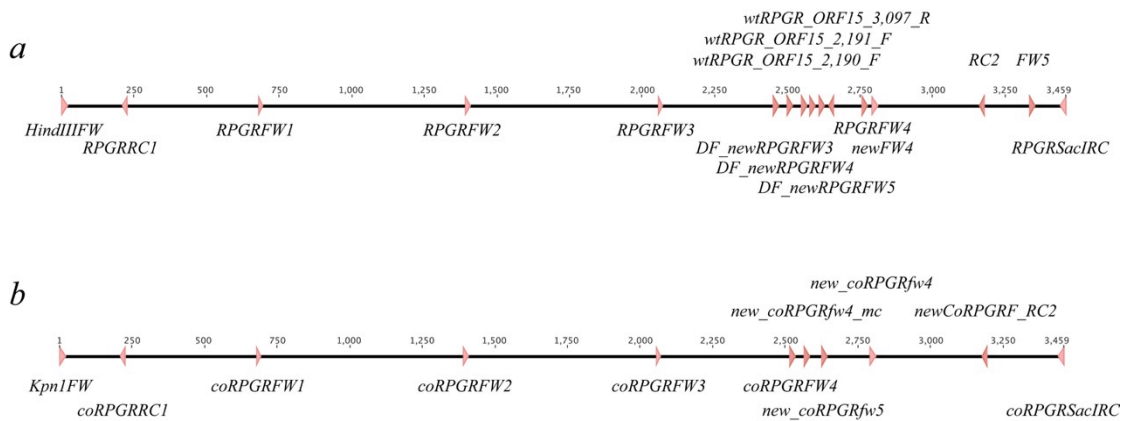 wtRPGR_ORF15_3,097_R
a
wtRPGR_ORF15_2,191_F
wtRPGR_ORF15_2,190_F RC2 FW5
1 250 500 750 1,000 1,250 1,500 1,750 2,000 2,250 2,500 2,750 3,000 3,250 3,459
HindIIIFW RPGRFW1 RPGRFW2 RPGRFW3 RPGRFW4
RPGRRC1 DF_newRPGRFW3 newFW4 RPGRSacIRC
DF_newRPGRFW4
DF_newRPGRFW5
b
new_coRPGRfw4
new_coRPGRfw4_mc newCoRPGRF_RC2
1 250 500 750 1,000 1,250 1,500 1,750 2,000 2,250 2,500 2,750 3,000 3,250 3,459
Kpn1FW coRPGRFW1 coRPGRFW2 coRPGRFW3 coRPGRFW4
coRPGRRC1 new_coRPGRfw5 coRPGRSacIRC